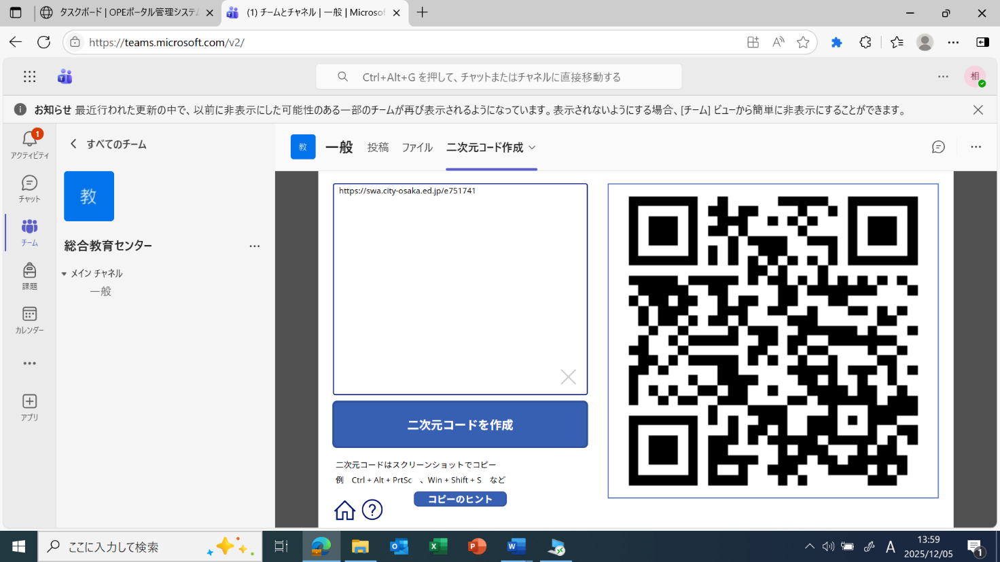 タスクボード | OPEポータル管理システム
(1) チームとチャネル | 一般 | Microsof
https://teams.microsoft.com/v2/
Ctrl+Alt+G を押して、チャットまたはチャネルに直接移動する
相
お知らせ 最近行われた更新の中で、以前に非表示にした可能性のある一部のチームが再び表示されるようになっています。表示されないようにする場合、[チーム] ビューから簡単に非表示にすることができます。
1
アクティビティ
チャット
チーム
課題
カレンダー
アプリ
すべてのチーム
教
総合教育センター
メイン チャネル
一般
教 一般 投稿 ファイル 二次元コード作成
https://swa.city-osaka.ed.jp/e751741
二次元コードを作成
二次元コードはスクリーンショットでコピー
例 Ctrl + Alt + PrtSc 、Win + Shift + S など
コピーのヒント
ここに入力して検索
A
13:59
2025/12/05
1